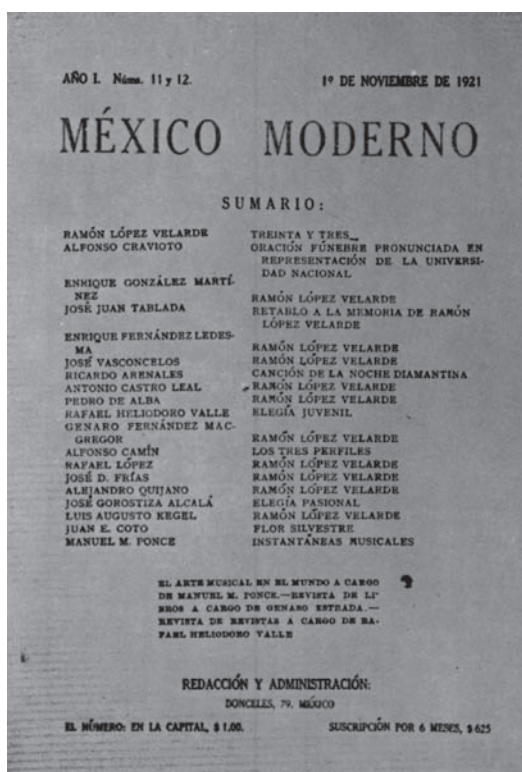 AÑO I. Núms. 11 y 12. 1º DE NOVIEMBRE DE 1921
MÉXICO MODERNO
SUMARIO:
RAMÓN LÓPEZ VELARDE TREINTA Y TRES
ALFONSO CRAVIOTO ORACIÓN FÚNEBRE PRONUNCIADA EN
REPRESENTACIÓN DE LA UNIVERSI-
DAD NACIONAL
ENRIQUE GONZÁLEZ MARTÍ-
NEZ RAMÓN LÓPEZ VELARDE
JOSÉ JUAN TABLADA RETABLO A LA MEMORIA DE RAMÓN
LÓPEZ VELARDE
ENRIQUE FERNÁNDEZ LEDES-
MA RAMÓN LÓPEZ VELARDE
JOSÉ VASCONCELOS RAMÓN LÓPEZ VELARDE
RICARDO ARENALES CANCIÓN DE LA NOCHE DIAMANTINA
ANTONIO CASTRO LEAL RAMÓN LÓPEZ VELARDE
PEDRO DE ALBA RAMÓN LÓPEZ VELARDE
RAFAEL HELIODORO VALLE ELEGÍA JUVENIL
GENARO FERNÁNDEZ MAC-
GREGOR RAMÓN LÓPEZ VELARDE
ALFONSO CAMÍN LOS TRES PERFILES
RAFAEL LÓPEZ RAMÓN LÓPEZ VELARDE
JOSÉ D. FRÍAS RAMÓN LÓPEZ VELARDE
ALEJANDRO QUIJANO RAMÓN LÓPEZ VELARDE
JOSÉ GOROSTIZA ALCALÁ ELEGÍA PASIONAL
LUIS AUGUSTO KEGEL RAMÓN LÓPEZ VELARDE
JUAN E. COTO FLOR SILVESTRE
MANUEL M. PONCE INSTANTÁNEAS MUSICALES
EL ARTE MUSICAL EN EL MUNDO A CARGO
DE MANUEL M. PONCE.—REVISTA DE LI-
BROS A CARGO DE GENARO ESTRADA.—
REVISTA DE REVISTAS A CARGO DE RA-
FAEL HELIODORO VALLE
REDACCIÓN Y ADMINISTRACIÓN:
DONCELES, 79. MÉXICO
EL NÚMERO: EN LA CAPITAL, $ 1.00. SUSCRIPCIÓN POR 6 MESES, $ 625